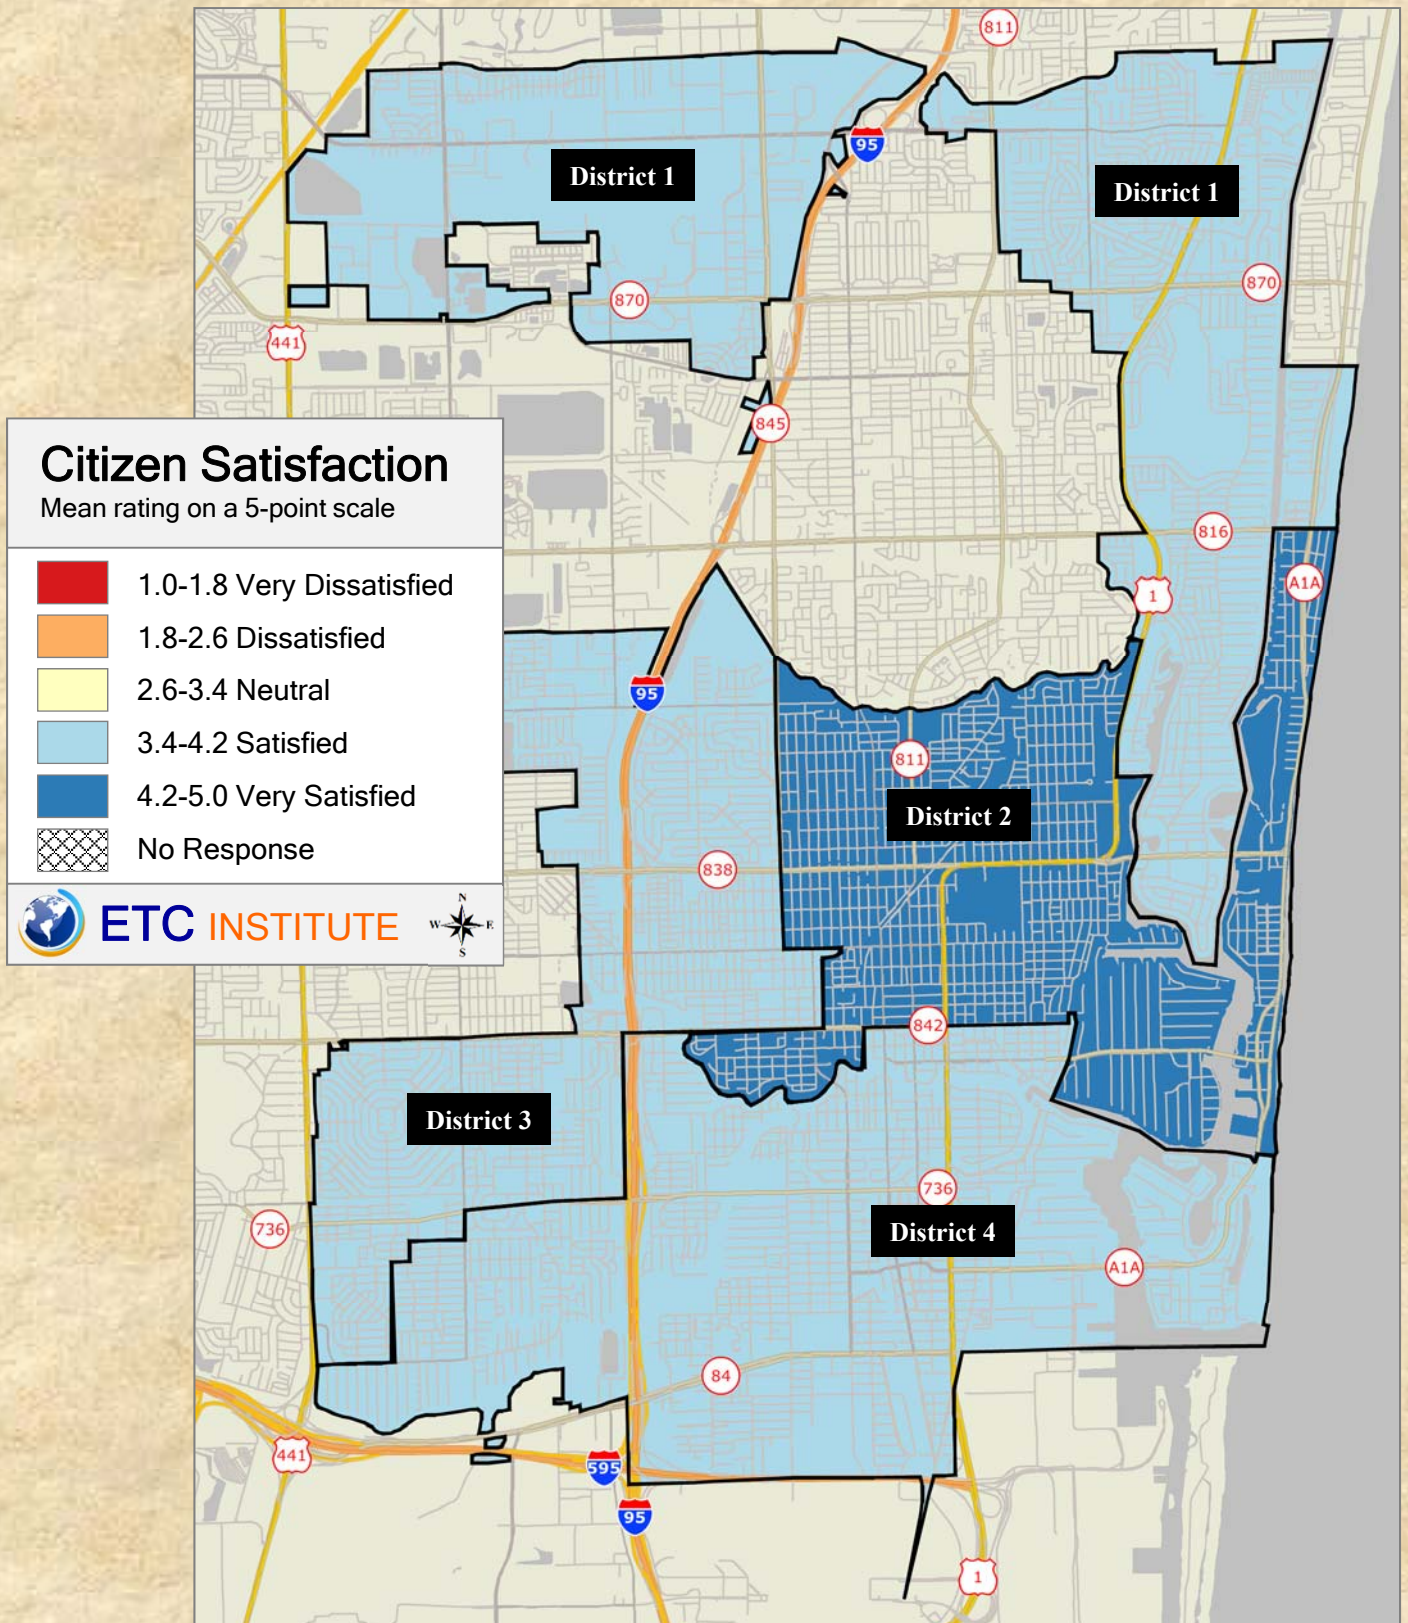 811
95
District 1
District 1
870
870
441
845
Citizen Satisfaction
Mean rating on a 5-point scale
1.0-1.8 Very Dissatisfied
1.8-2.6 Dissatisfied
2.6-3.4 Neutral
3.4-4.2 Satisfied
4.2-5.0 Very Satisfied
No Response
ETC INSTITUTE
N
W E
S
816
A1A
1
95
811
District 2
838
842
District 3
736
736
District 4
A1A
84
441
595
95
1